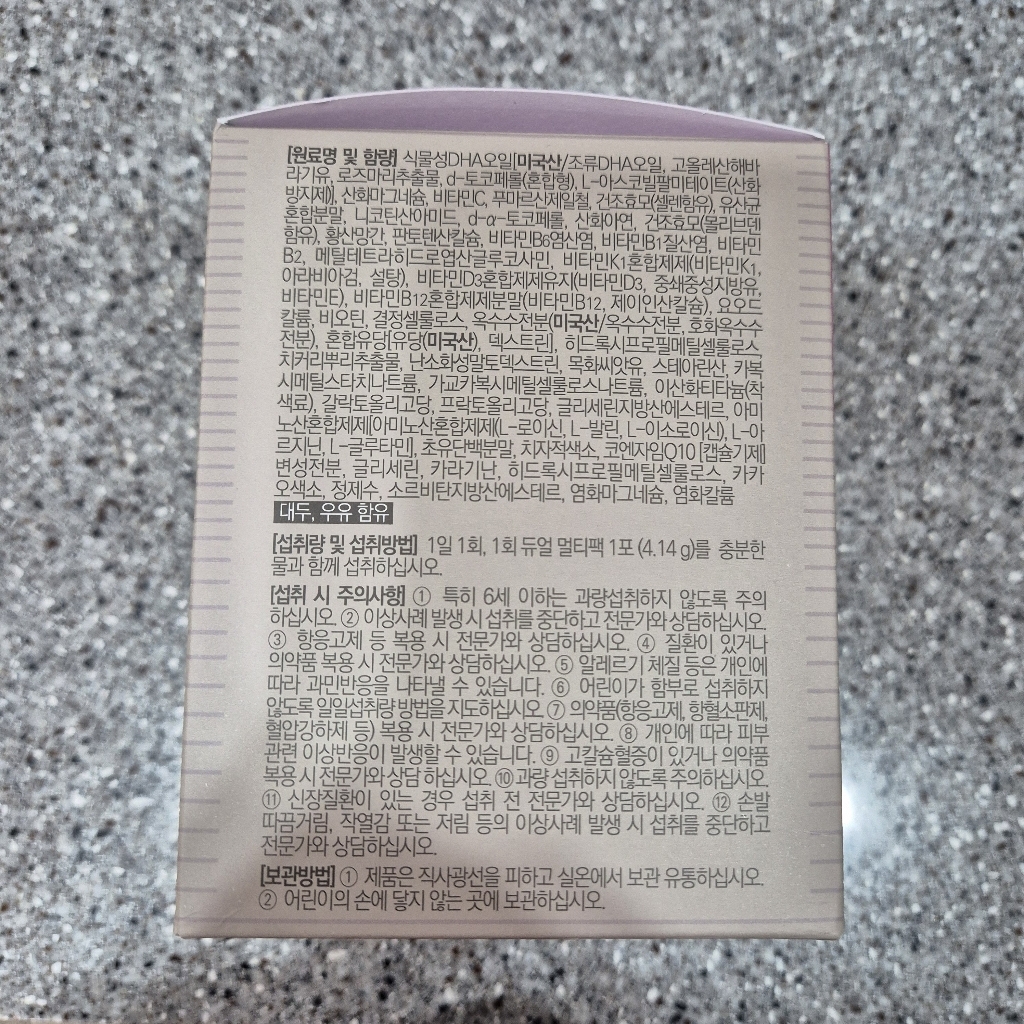 [원료명 및 함량] 식물성DHA오일[미국산/조류DHA오일, 고올레산해바
라기유, 로즈마리추출물, d-토코페롤(혼합형), L-아스코빌팔미테이트(산화
방지제)], 산화마그네슘, 비타민C, 푸마르산제일철, 건조효모(셀렌함유), 유산균
혼합분말, 니코틴산아미드, d-α-토코페롤, 산화아연, 건조효모(몰리브덴
함유), 황산망간, 판토텐산칼슘, 비타민B6염산염, 비타민B1질산염, 비타민
B2, 메틸테트라히드로엽산글루코사민, 비타민K1혼합제제(비타민K1,
아라비아검, 설탕), 비타민D3혼합제제유지(비타민D3, 중쇄중성지방유,
비타민E), 비타민B12혼합제제분말(비타민B12, 제이인산칼슘), 요오드
칼륨, 비오틴, 결정셀룰로스, 옥수수전분(미국산/옥수수전분, 호화옥수수
전분), 혼합유당[유당(미국산), 덱스트린], 히드록시프로필메틸셀룰로스,
치커리뿌리추출물, 난소화성말토덱스트린, 목화씨앗유, 스테아린산, 카복
시메틸스타치나트륨, 가교카복시메틸셀룰로스나트륨, 이산화티타늄(착
색료), 갈락토올리고당, 프락토올리고당, 글리세린지방산에스테르, 아미
노산혼합제제[아미노산혼합제제(L-로이신, L-발린, L-이소로이신), L-아
르지닌, L-글루타민], 초유단백분말, 치자적색소, 코엔자임Q10 [캡슐기제]
변성전분, 글리세린, 카라기난, 히드록시프로필메틸셀룰로스, 카카
오색소, 정제수, 소르비탄지방산에스테르, 염화마그네슘, 염화칼륨
대두, 우유 함유
[섭취량 및 섭취방법] 1일 1회, 1회 듀얼 멀티팩 1포 (4.14 g)를 충분한
물과 함께 섭취하십시오.
[섭취 시 주의사항] ① 특히 6세 이하는 과량섭취하지 않도록 주의
하십시오. ② 이상사례 발생 시 섭취를 중단하고 전문가와 상담하십시오.
③ 항응고제 등 복용 시 전문가와 상담하십시오. ④ 질환이 있거나
의약품 복용 시 전문가와 상담하십시오. ⑤ 알레르기 체질 등은 개인에
따라 과민반응을 나타낼 수 있습니다. ⑥ 어린이가 함부로 섭취하지
않도록 일일섭취량 방법을 지도하십시오. ⑦ 의약품(항응고제, 항혈소판제,
혈압강하제 등) 복용 시 전문가와 상담하십시오. ⑧ 개인에 따라 피부
관련 이상반응이 발생할 수 있습니다. ⑨ 고칼슘혈증이 있거나 의약품
복용 시 전문가와 상담 하십시오. ⑩ 과량 섭취하지 않도록 주의하십시오.
⑪ 신장질환이 있는 경우 섭취 전 전문가와 상담하십시오. ⑫ 손발
따끔거림, 작열감 또는 저림 등의 이상사례 발생 시 섭취를 중단하고
전문가와 상담하십시오.
[보관방법] ① 제품은 직사광선을 피하고 실온에서 보관 유통하십시오.
② 어린이의 손에 닿지 않는 곳에 보관하십시오.